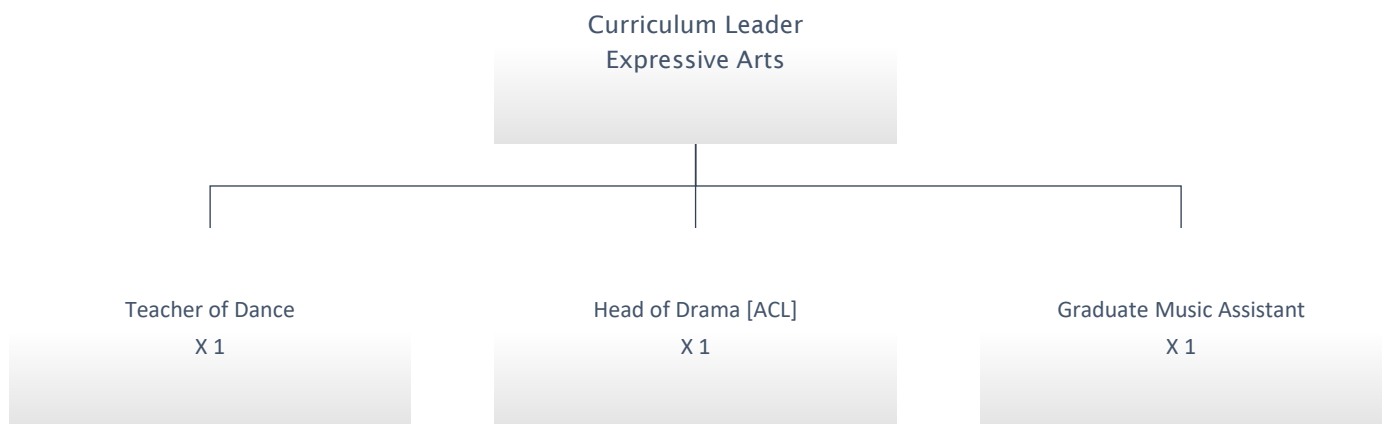 Curriculum Leader
Expressive Arts
Teacher of Dance
X 1
Head of Drama [ACL]
X 1
Graduate Music Assistant
X 1